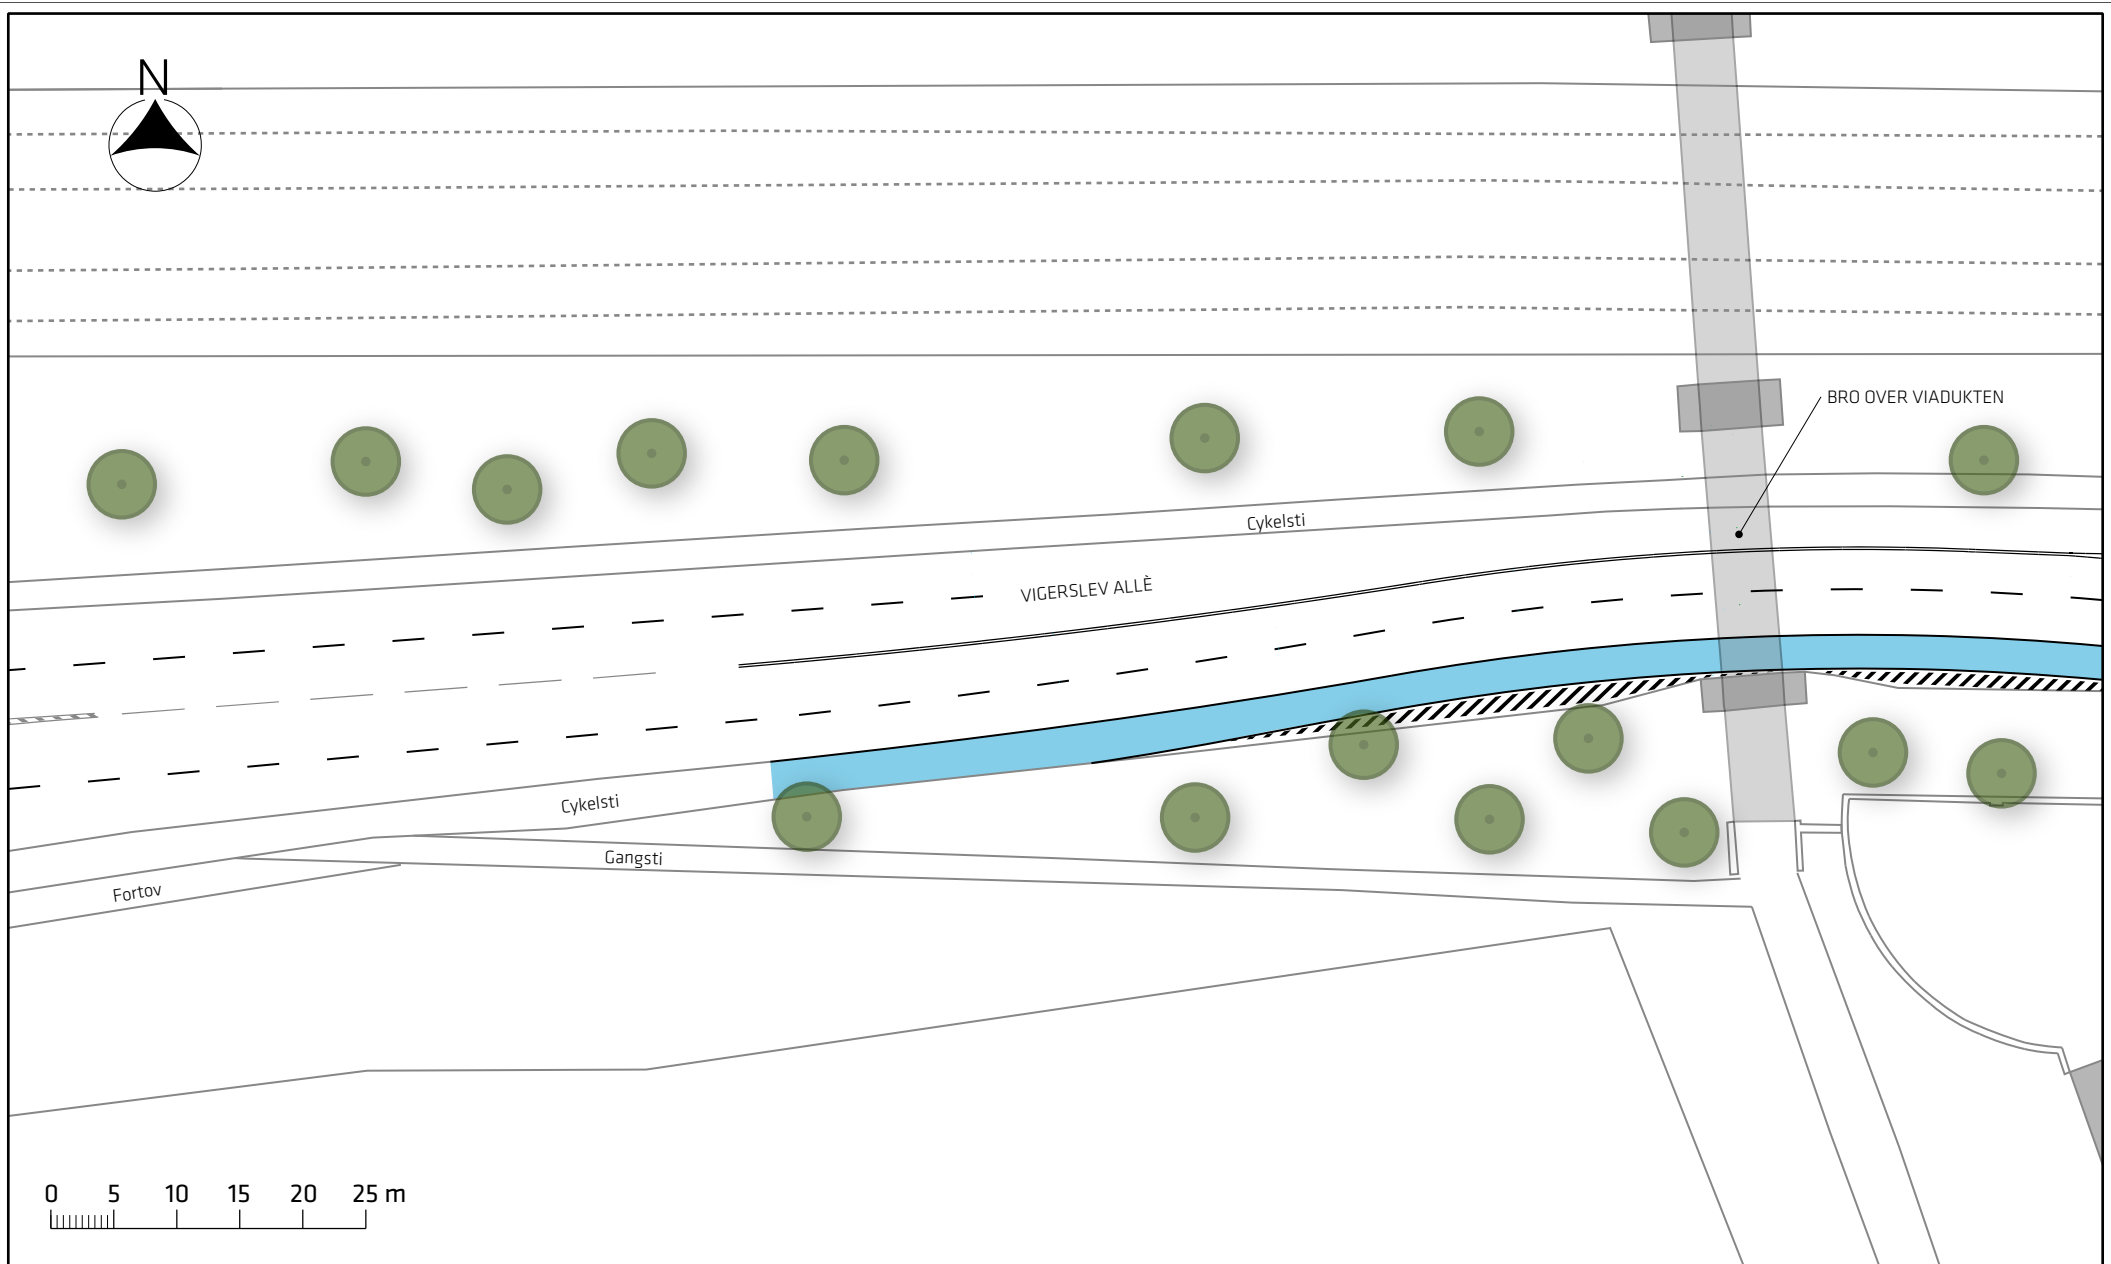 N
BRO OVER VIADUKTEN
Cykelsti
VIGERSLEV ALLÈ
Cykelsti
Gangsti
Fortov
0 5 10 15 20 25 m